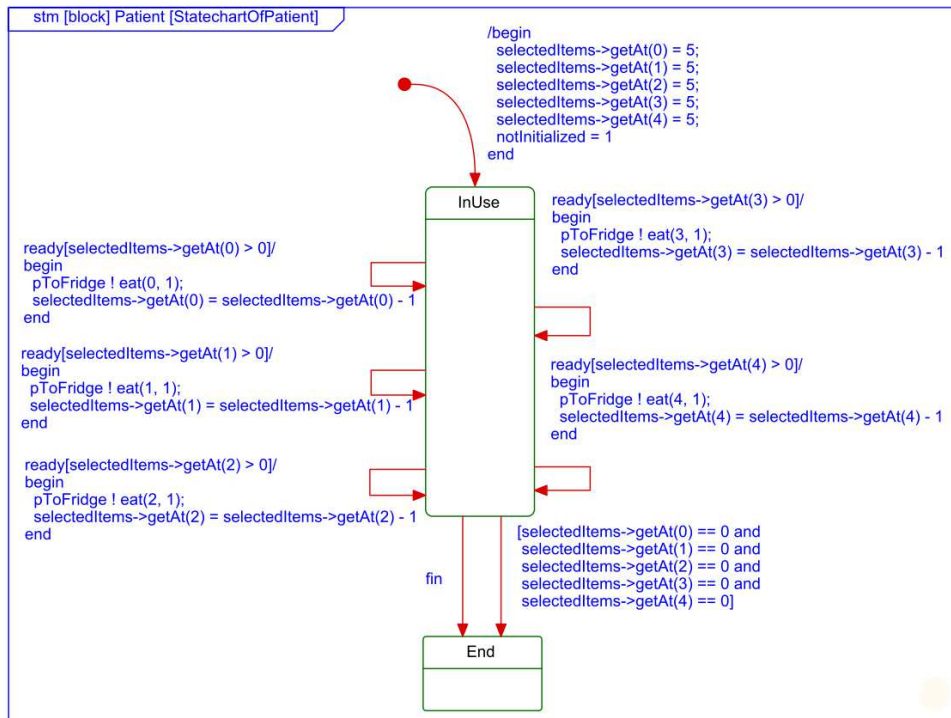 stm [block] Patient [StatechartOfPatient]
/begin
selectedItems->getAt(0) = 5;
selectedItems->getAt(1) = 5;
selectedItems->getAt(2) = 5;
selectedItems->getAt(3) = 5;
selectedItems->getAt(4) = 5;
notInitialized = 1
end
InUse
ready[selectedItems->getAt(0) > 0]/
begin
pToFridge ! eat(0, 1);
selectedItems->getAt(0) = selectedItems->getAt(0) - 1
end
ready[selectedItems->getAt(1) > 0]/
begin
pToFridge ! eat(1, 1);
selectedItems->getAt(1) = selectedItems->getAt(1) - 1
end
ready[selectedItems->getAt(2) > 0]/
begin
pToFridge ! eat(2, 1);
selectedItems->getAt(2) = selectedItems->getAt(2) - 1
end
ready[selectedItems->getAt(3) > 0]/
begin
pToFridge ! eat(3, 1);
selectedItems->getAt(3) = selectedItems->getAt(3) - 1
end
ready[selectedItems->getAt(4) > 0]/
begin
pToFridge ! eat(4, 1);
selectedItems->getAt(4) = selectedItems->getAt(4) - 1
end
fin
[selectedItems->getAt(0) == 0 and
selectedItems->getAt(1) == 0 and
selectedItems->getAt(2) == 0 and
selectedItems->getAt(3) == 0 and
selectedItems->getAt(4) == 0]
End